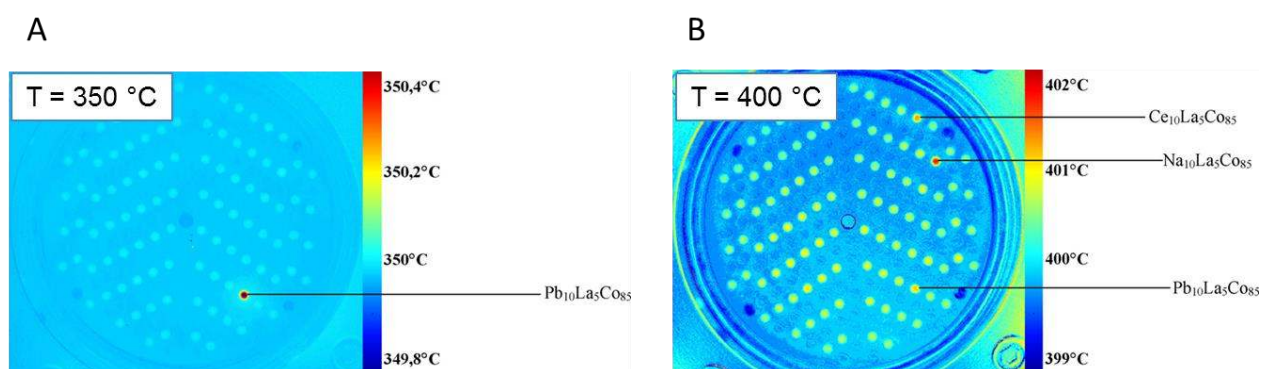 A
T = 350 °C
350,4°C
350,2°C
350°C
349,8°C
Pb₁₀La₅Co₈₅
B
T = 400 °C
402°C
401°C
400°C
399°C
Ce₁₀La₅Co₈₅
Na₁₀La₅Co₈₅
Pb₁₀La₅Co₈₅